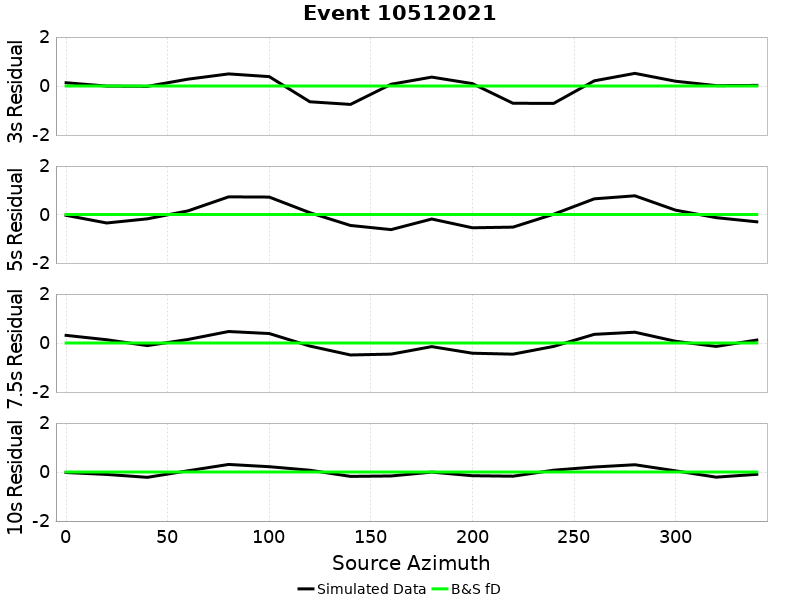 Event 10512021
3s Residual
2
0
-2
5s Residual
2
0
-2
7.5s Residual
2
0
-2
10s Residual
2
0
-2
0 50 100 150 200 250 300
Source Azimuth
Simulated Data B&S fD